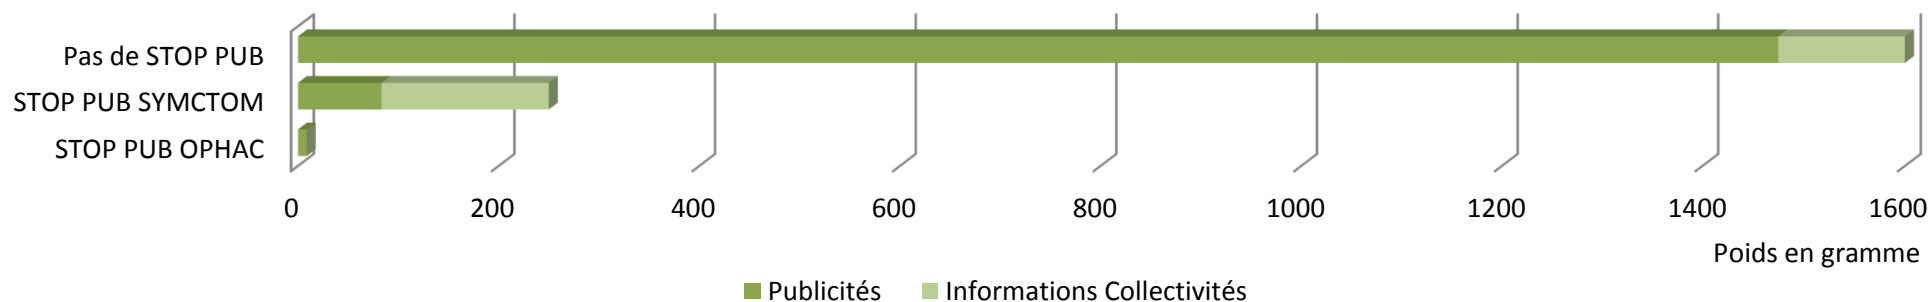 Pas de STOP PUB
STOP PUB SYMCTOM
STOP PUB OPHAC
0 200 400 600 800 1000 1200 1400 1600
Poids en gramme
Publicités Informations Collectivités